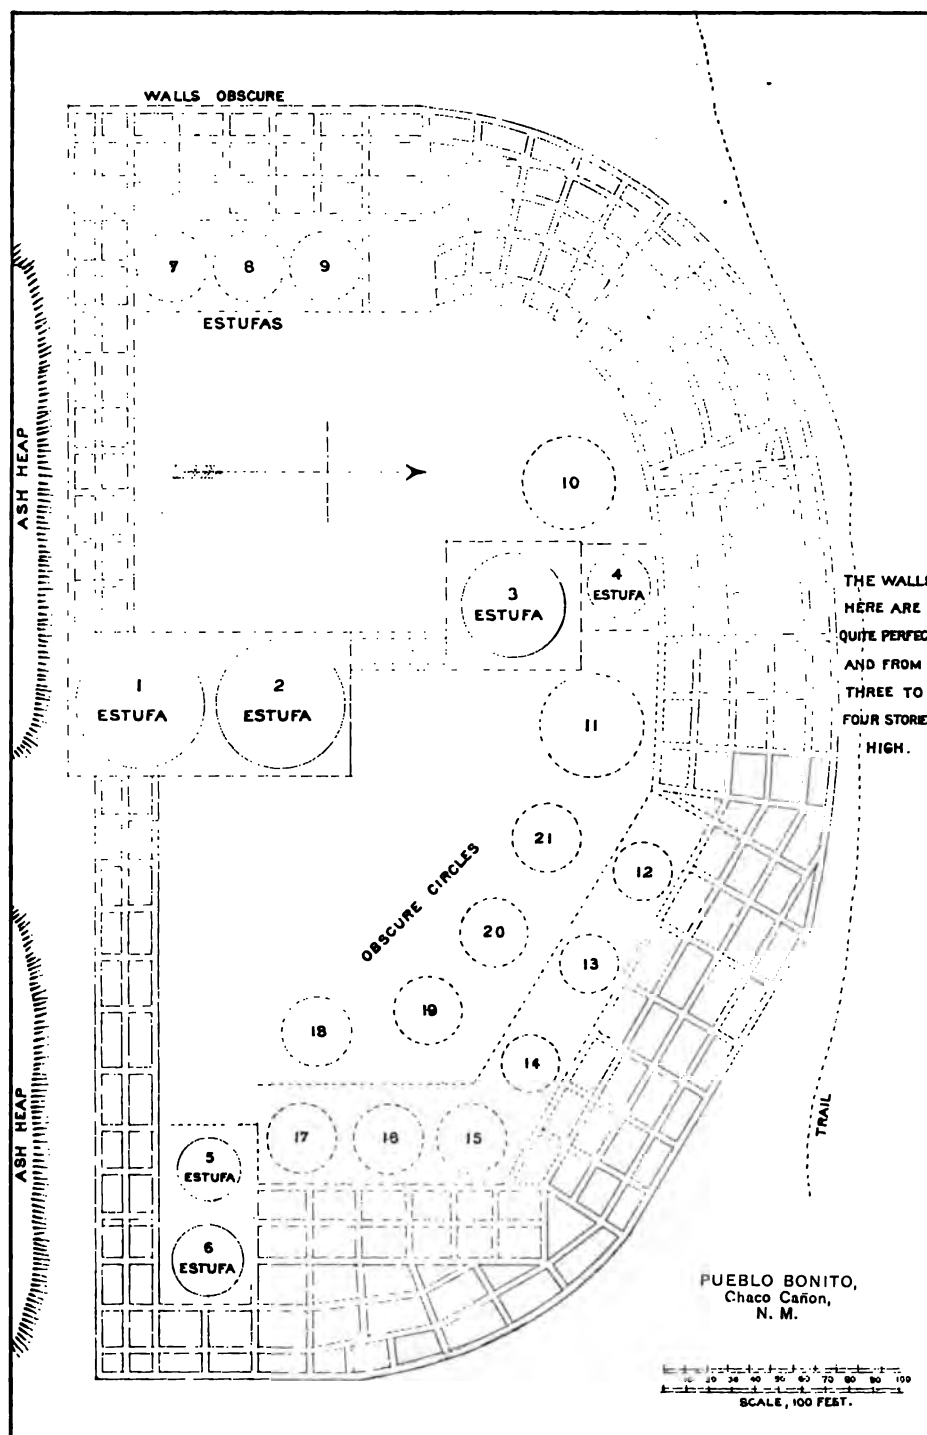 WALLS OBSCURE
7
8
9
ESTUFAS
ASH HEAP
10
3
ESTUFA
4
ESTUFA
THE WALLS
HERE ARE
QUITE PERFEC
AND FROM
THREE TO
FOUR STORIE
HIGH.
1
ESTUFA
2
ESTUFA
11
21
12
OBSCURE CIRCLES
20
13
19
18
14
ASH HEAP
TRAIL
17
16
15
5
ESTUFA
6
ESTUFA
PUEBLO BONITO,
Chaco Cañon,
N. M.
10 20 30 40 50 60 70 80 90 100
SCALE, 100 FEET.